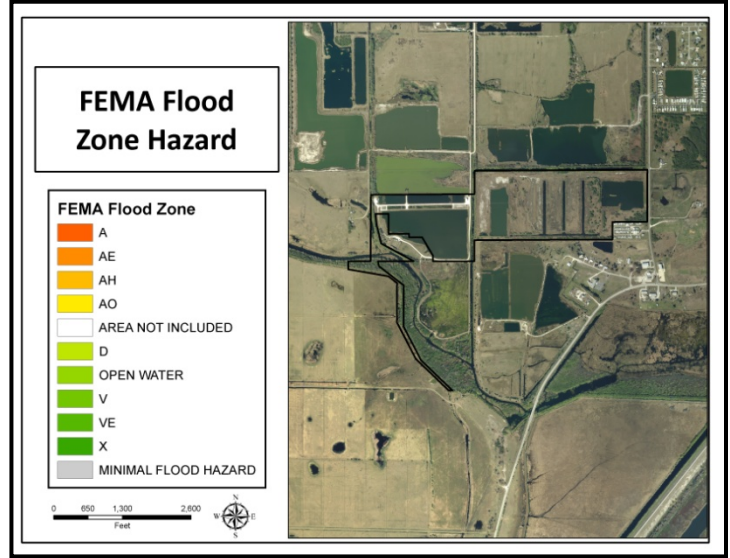 FEMA Flood
Zone Hazard
FEMA Flood Zone
A
AE
AH
AO
AREA NOT INCLUDED
D
OPEN WATER
V
VE
X
MINIMAL FLOOD HAZARD
0 650 1,300 2,600
Feet
N
W E
S